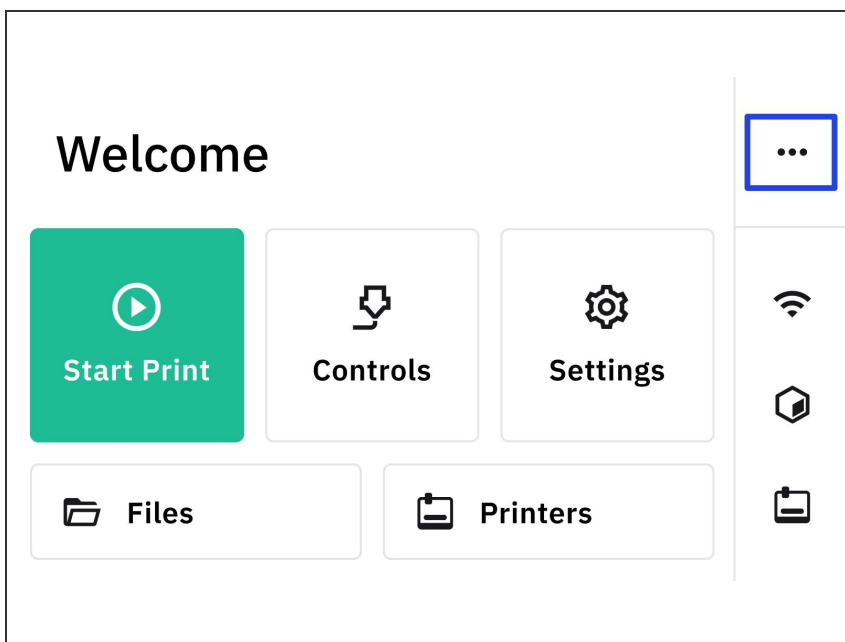 Welcome
Start Print
Controls
Settings
Files
Printers